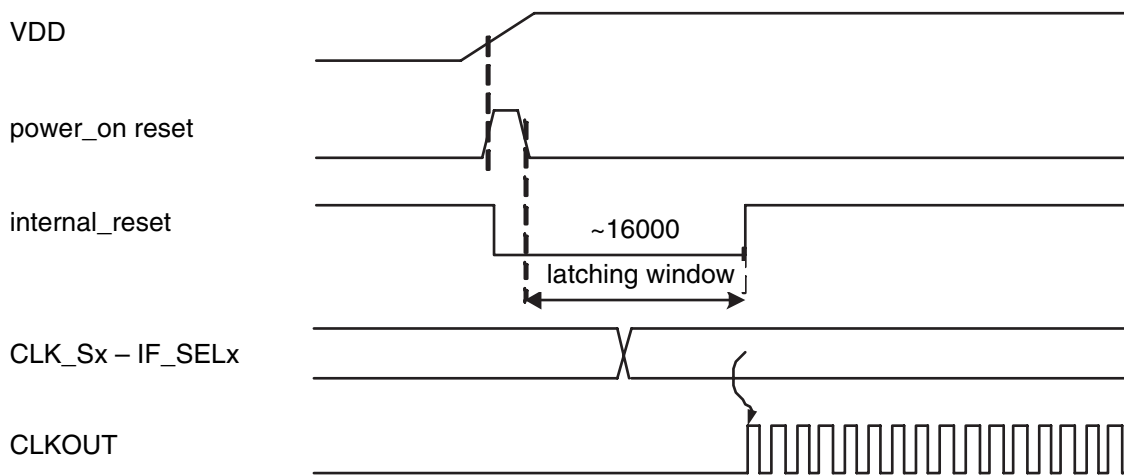 VDD
power_on reset
internal_reset
~16000
latching window
CLK_Sx – IF_SELx
CLKOUT